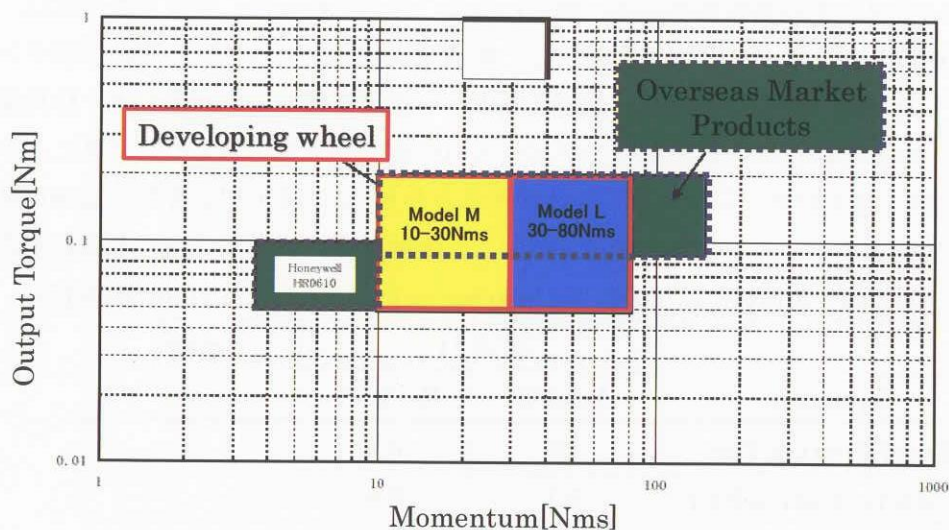 1
Overseas Market
Products
Developing wheel
Output Torque[Nm]
Model M
10-30Nms
Model L
30-80Nms
0.1
Honeywell
HR0610
0.01
1
10
100
1000
Momentum[Nms]